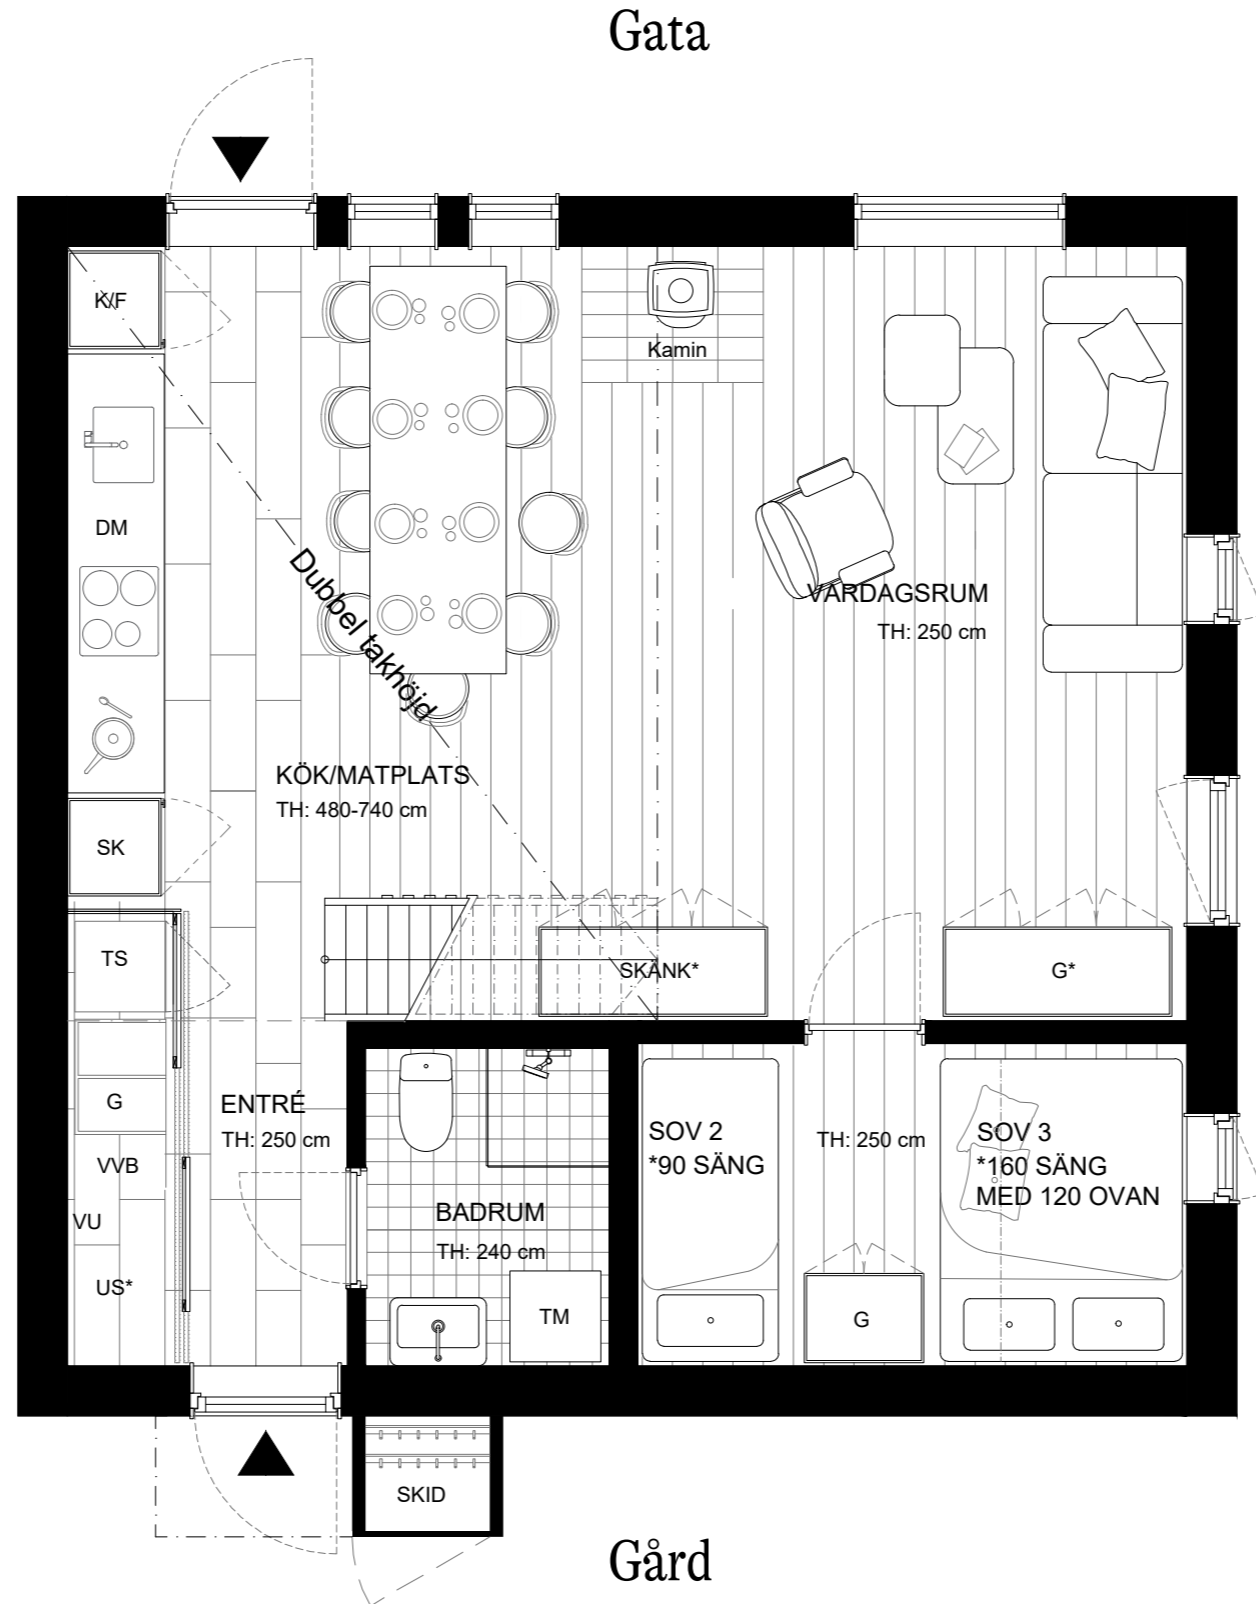 Gata
K/F
Kamin
DM
Dubbel takhöjd
VARDAGSRUM
TH: 250 cm
KÖK/MATPLATS
TH: 480-740 cm
SK
TS
SKÄNK*
G*
G
ENTRÉ
TH: 250 cm
VVB
VU
US*
BADRUM
TH: 240 cm
TM
SOV 2
*90 SÄNG
TH: 250 cm
SOV 3
*160 SÄNG
MED 120 OVAN
G
SKID
Gård